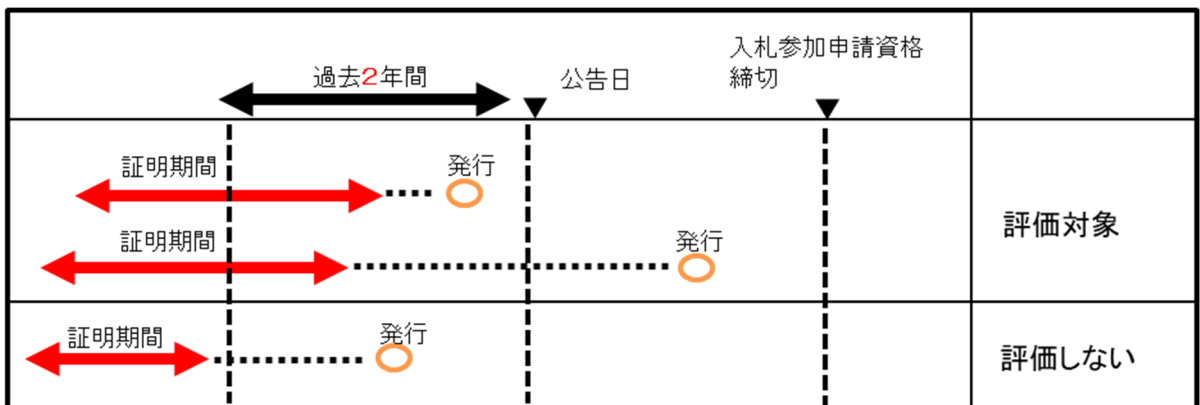 入札参加申請資格
締切
過去2年間
公告日
証明期間
発行
証明期間
発行
評価対象
証明期間
発行
評価しない